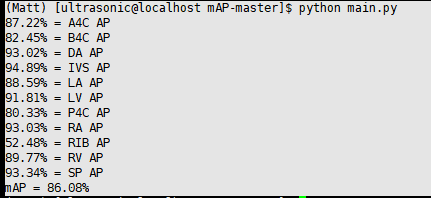 (Matt) [ultrasonic@localhost mAP-master]$ python main.py
87.22% = A4C AP
82.45% = B4C AP
93.02% = DA AP
94.89% = IVS AP
88.59% = LA AP
91.81% = LV AP
80.33% = P4C AP
93.03% = RA AP
52.48% = RIB AP
89.77% = RV AP
93.34% = SP AP
mAP = 86.08%